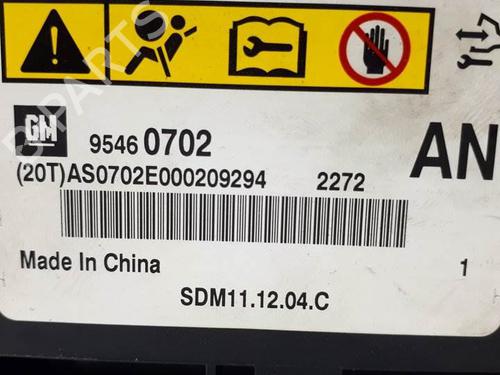 GM 9546 0702 AN
(20T)AS0702E000209294 2272
Made In China 1
SDM11.12.04.C